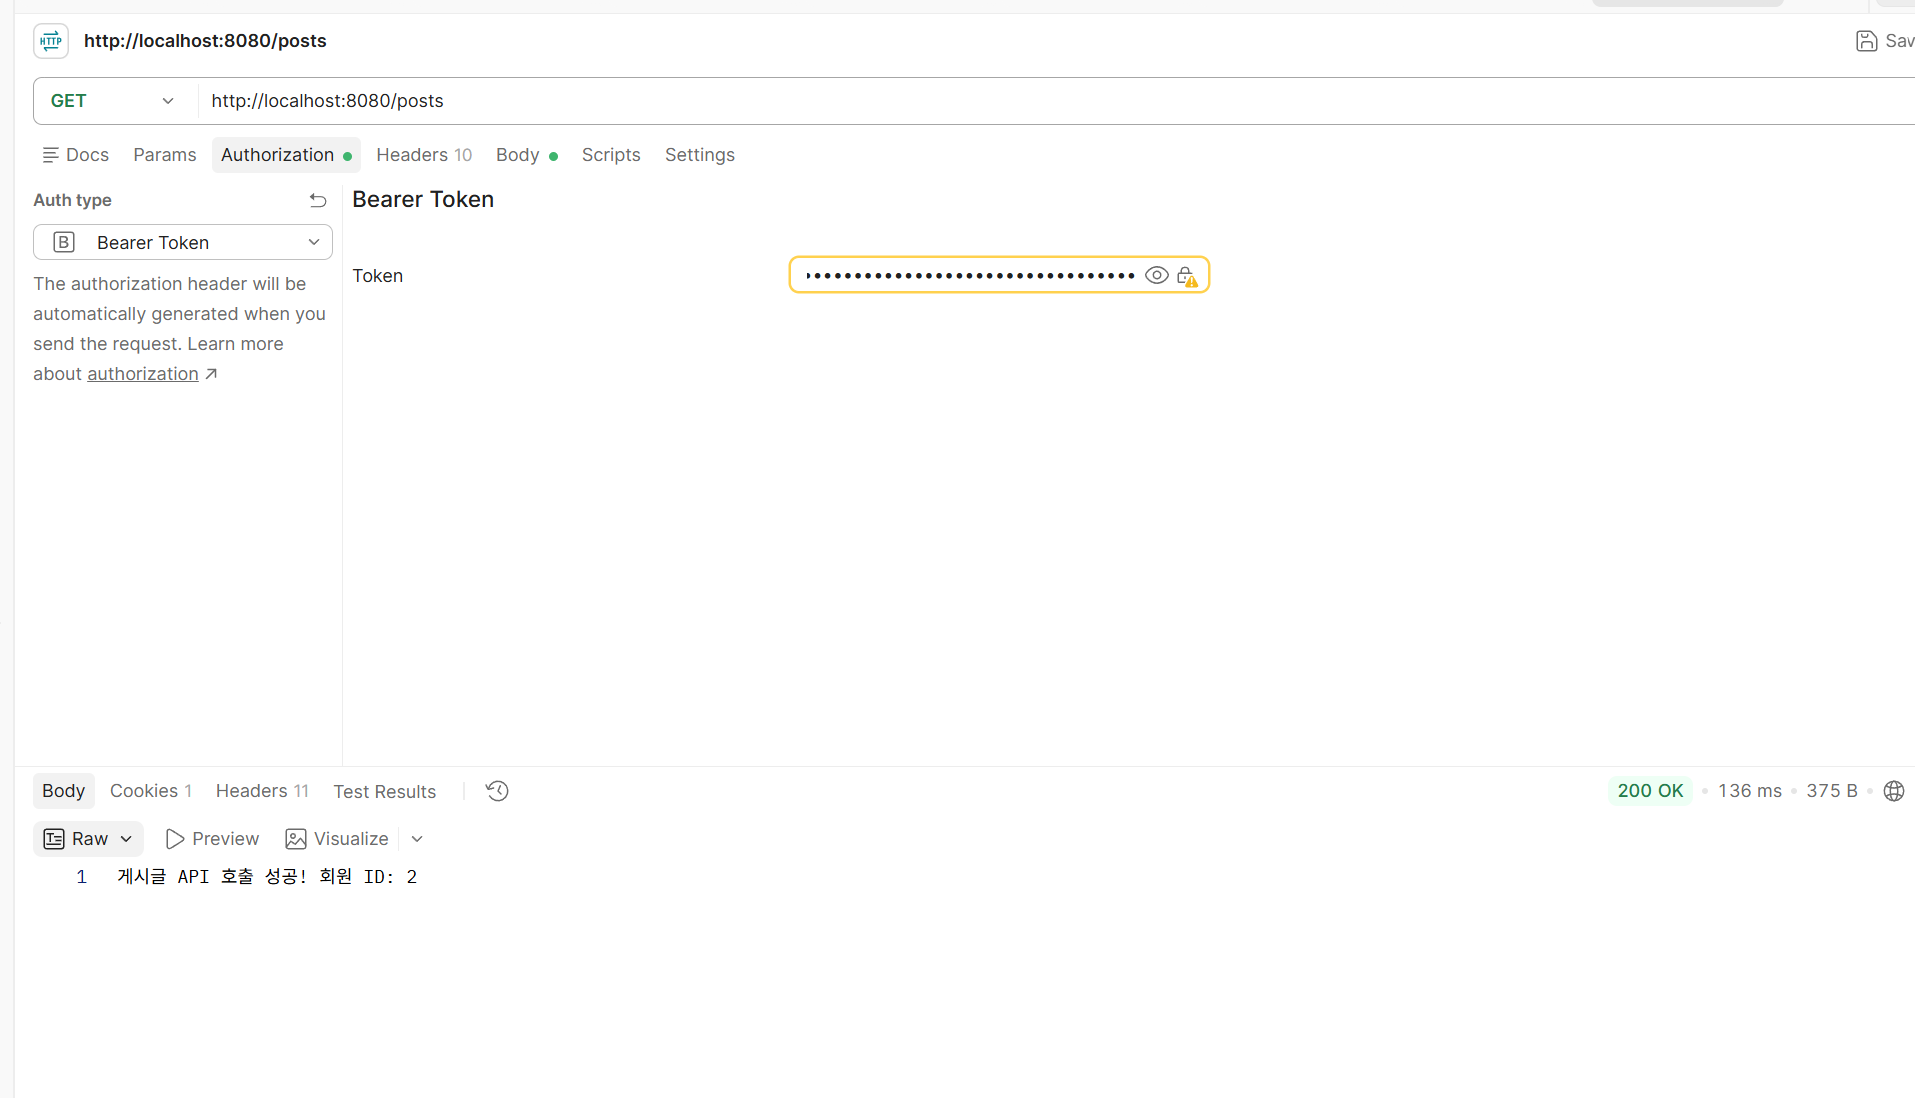 HTTP http://localhost:8080/posts
GET http://localhost:8080/posts
Docs Params Authorization Headers 10 Body Scripts Settings
Auth type
B Bearer Token
The authorization header will be
automatically generated when you
send the request. Learn more
about authorization ↗
Bearer Token
Token
Body Cookies 1 Headers 11 Test Results
200 OK • 136 ms • 375 B •
Raw Preview Visualize
1 게시글 API 호출 성공! 회원 ID: 2